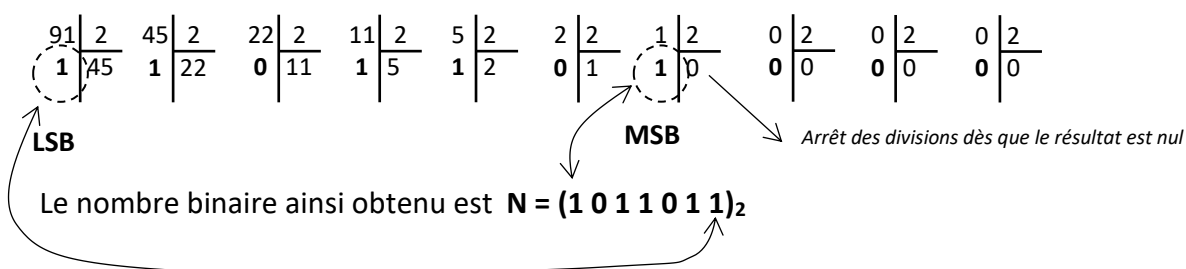 91 2 45 2 22 2 11 2 5 2 2 2 1 2 0 2 0 2 0 2
1 45 1 22 0 11 1 5 1 2 0 1 1 0 0 0 0 0 0 0
LSB MSB Arrêt des divisions dès que le résultat est nul
Le nombre binaire ainsi obtenu est N = (1 0 1 1 0 1 1)₂